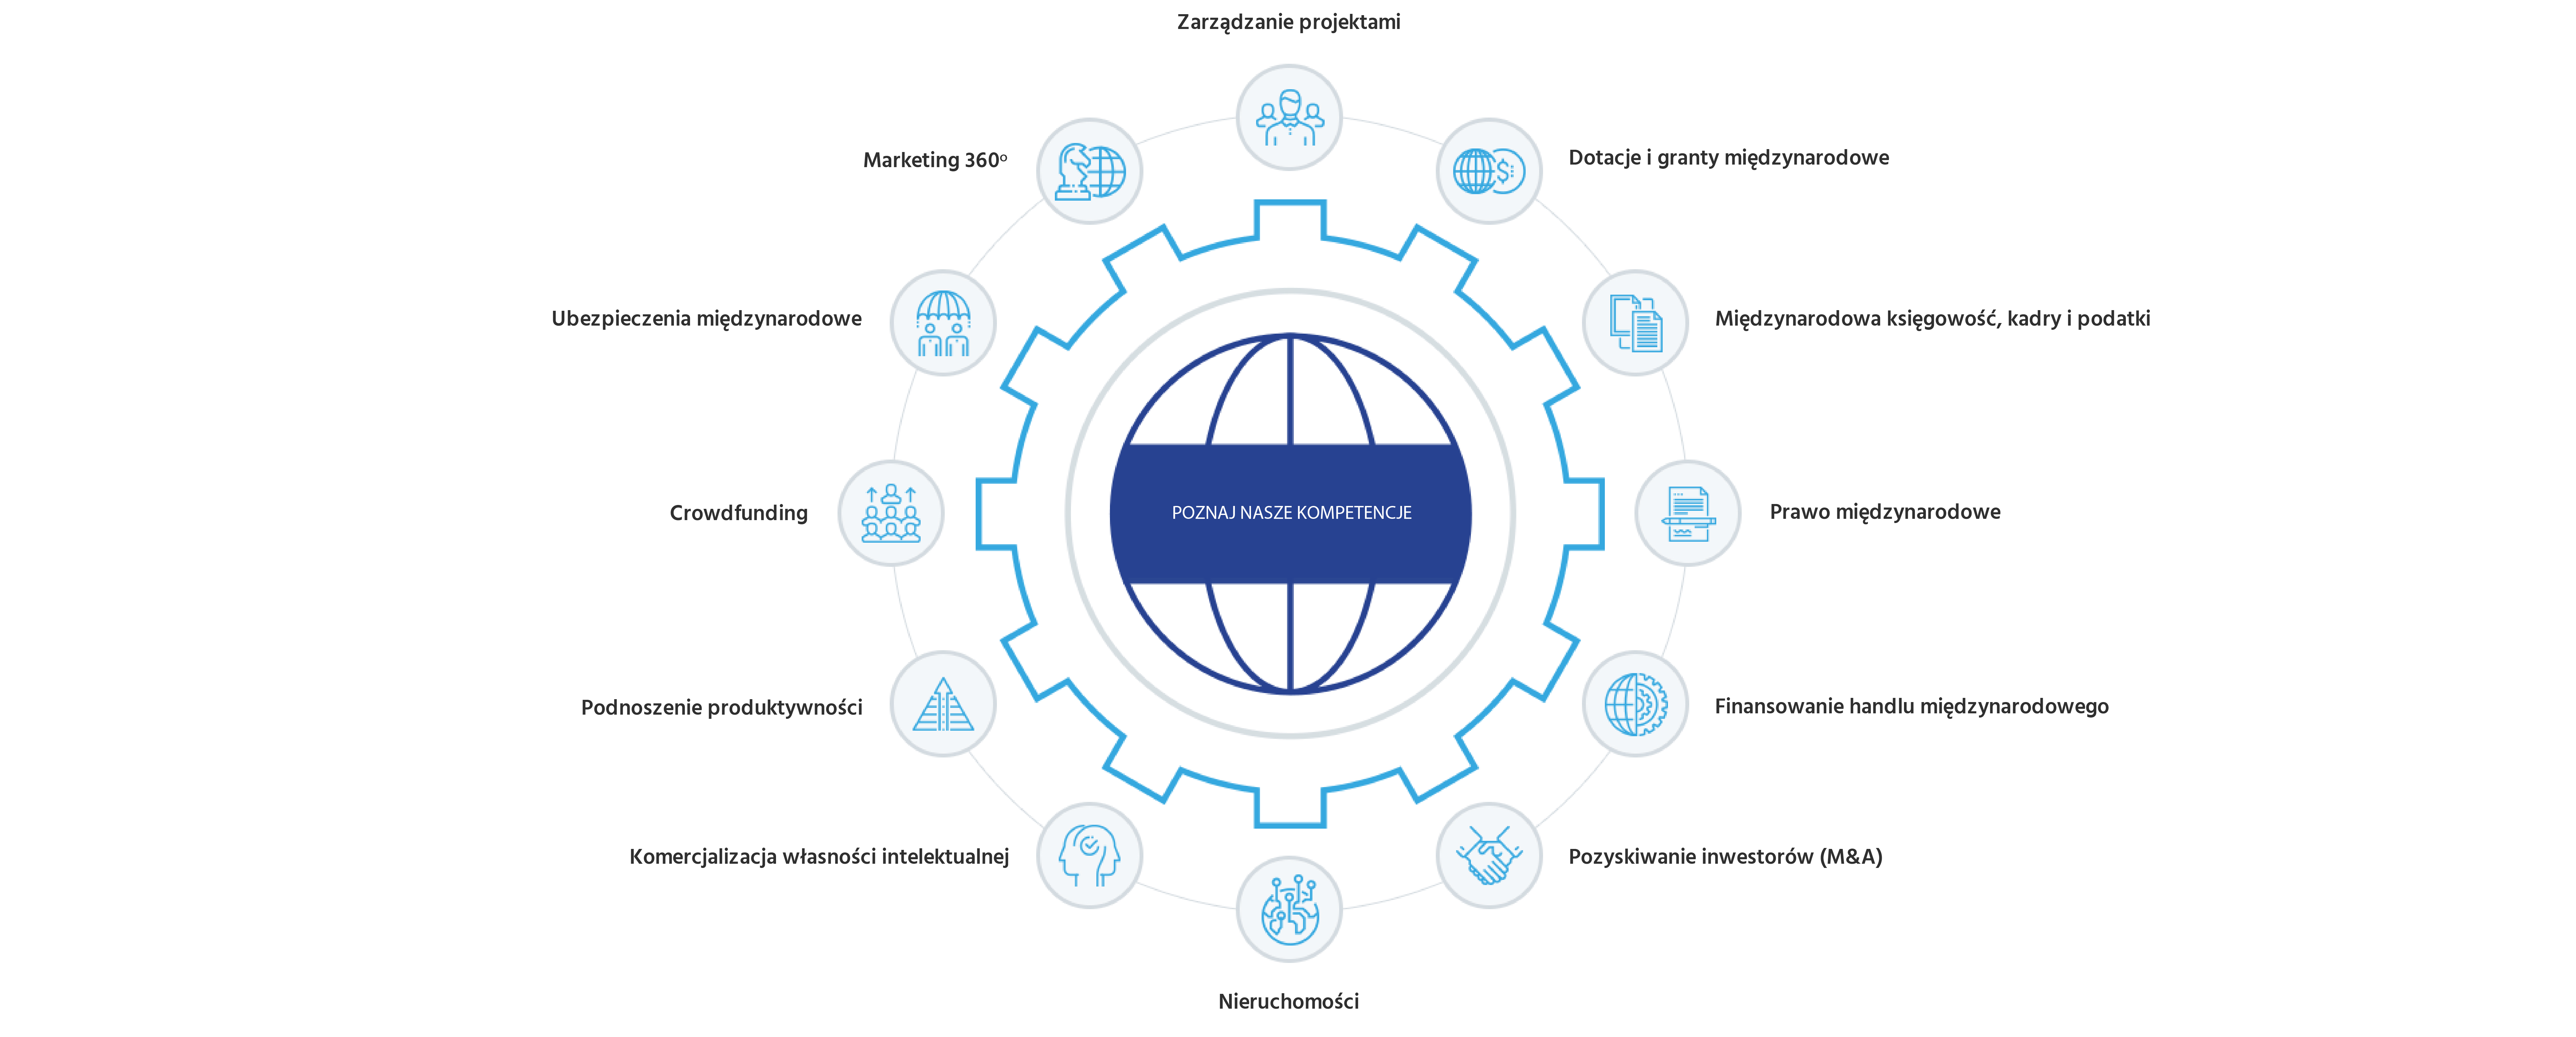 Zarządzanie projektami
Marketing 360º
Dotacje i granty międzynarodowe
Ubezpieczenia międzynarodowe
Międzynarodowa księgowość, kadry i podatki
Crowdfunding
POZNAJ NASZE KOMPETENCJE
Prawo międzynarodowe
Podnoszenie produktywności
Finansowanie handlu międzynarodowego
Komercjalizacja własności intelektualnej
Pozyskiwanie inwestorów (M&A)
Nieruchomości